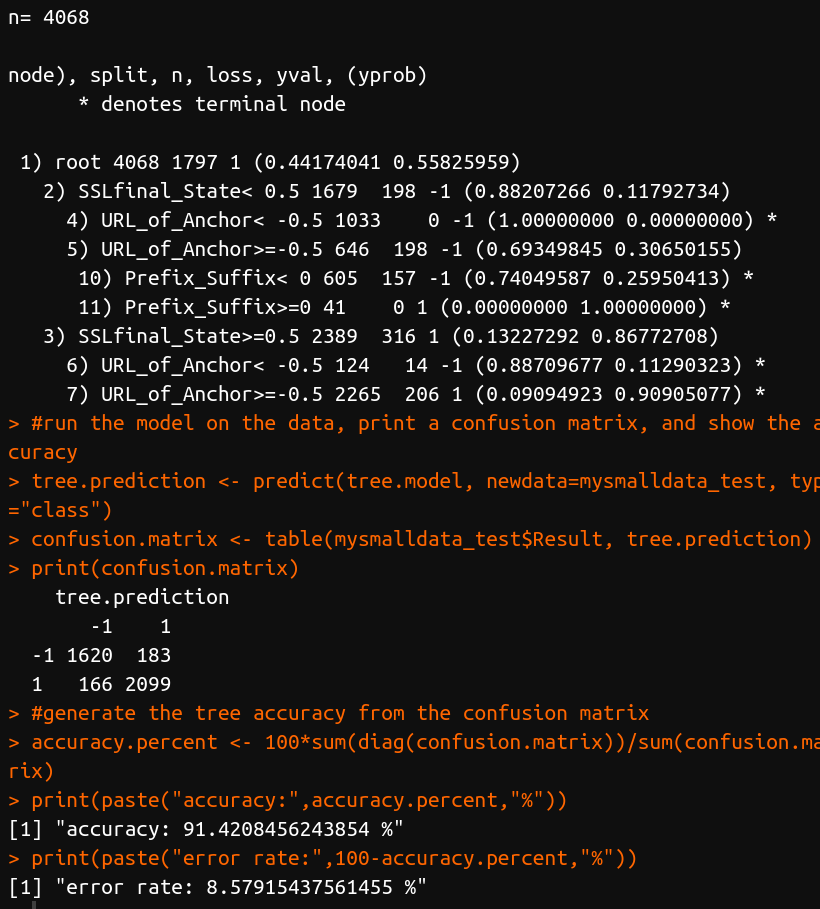 n= 4068
node), split, n, loss, yval, (yprob)
* denotes terminal node
1) root 4068 1797 1 (0.44174041 0.55825959)
2) SSLfinal_State< 0.5 1679  198 -1 (0.88207266 0.11792734)
4) URL_of_Anchor< -0.5 1033    0 -1 (1.00000000 0.00000000) *
5) URL_of_Anchor>=-0.5 646  198 -1 (0.69349845 0.30650155)
10) Prefix_Suffix< 0 605  157 -1 (0.74049587 0.25950413) *
11) Prefix_Suffix>=0 41    0 1 (0.00000000 1.00000000) *
3) SSLfinal_State>=0.5 2389  316 1 (0.13227292 0.86772708)
6) URL_of_Anchor< -0.5 124   14 -1 (0.88709677 0.11290323) *
7) URL_of_Anchor>=-0.5 2265  206 1 (0.09094923 0.90905077) *
> #run the model on the data, print a confusion matrix, and show the a
curacy
> tree.prediction <- predict(tree.model, newdata=mysmalldata_test, typ
="class")
> confusion.matrix <- table(mysmalldata_test$Result, tree.prediction)
> print(confusion.matrix)
tree.prediction
-1    1
-1 1620  183
1   166 2099
> #generate the tree accuracy from the confusion matrix
> accuracy.percent <- 100*sum(diag(confusion.matrix))/sum(confusion.ma
rix)
> print(paste("accuracy:",accuracy.percent,"%"))
[1] "accuracy: 91.4208456243854 %"
> print(paste("error rate:",100-accuracy.percent,"%"))
[1] "error rate: 8.57915437561455 %"